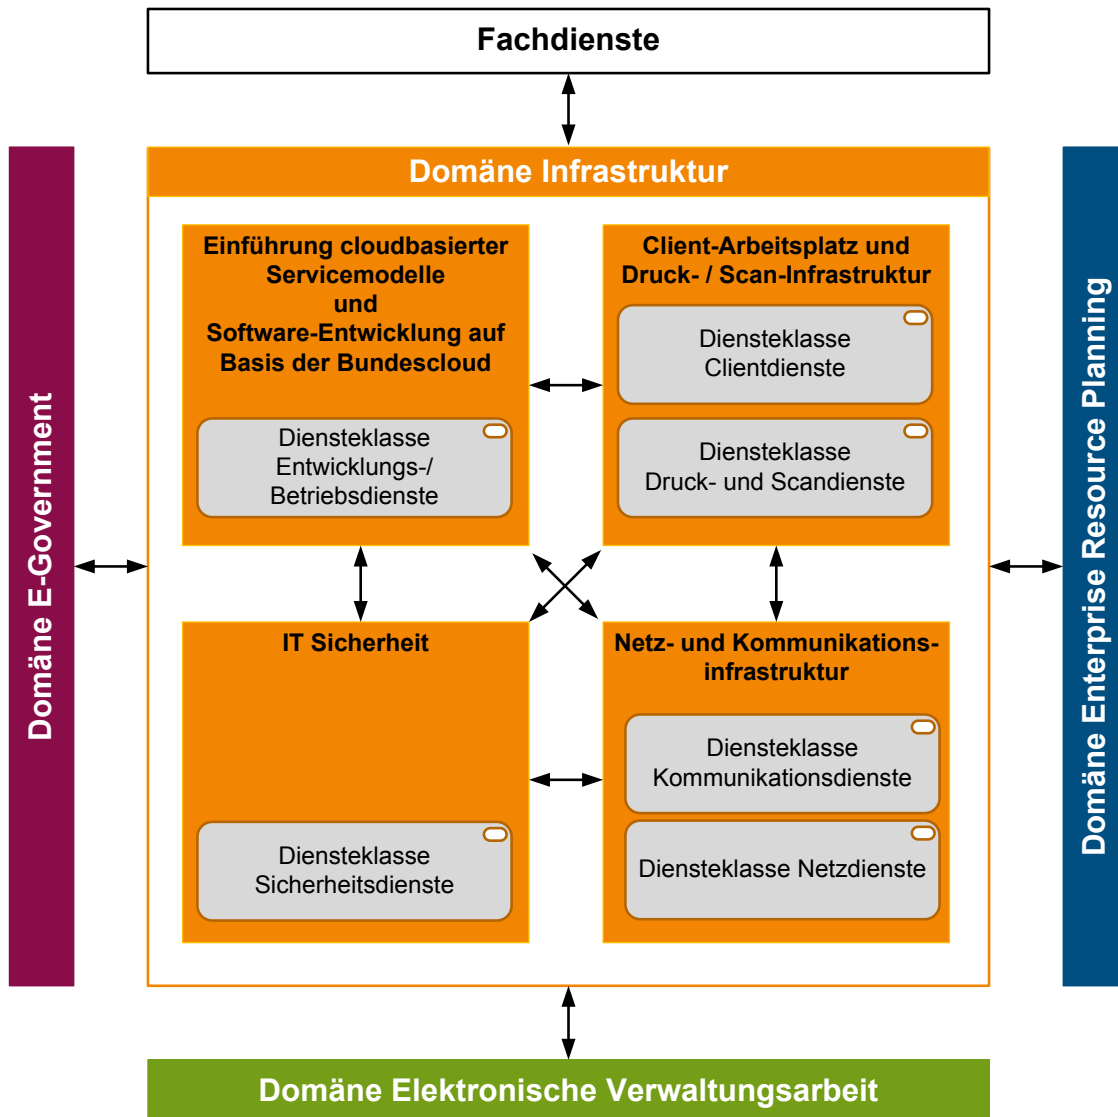 Fachdienste
Domäne Infrastruktur
Domäne E-Government
Einführung cloudbasierter
Servicemodelle
und
Software-Entwicklung auf
Basis der Bundescloud
Diensteklasse
Entwicklungs-/
Betriebsdienste
Client-Arbeitsplatz und
Druck- / Scan-Infrastruktur
Diensteklasse
Clientdienste
Diensteklasse
Druck- und Scandienste
IT Sicherheit
Diensteklasse
Sicherheitsdienste
Netz- und Kommunikations-
infrastruktur
Diensteklasse
Kommunikationsdienste
Diensteklasse Netzdienste
Domäne Enterprise Resource Planning
Domäne Elektronische Verwaltungsarbeit